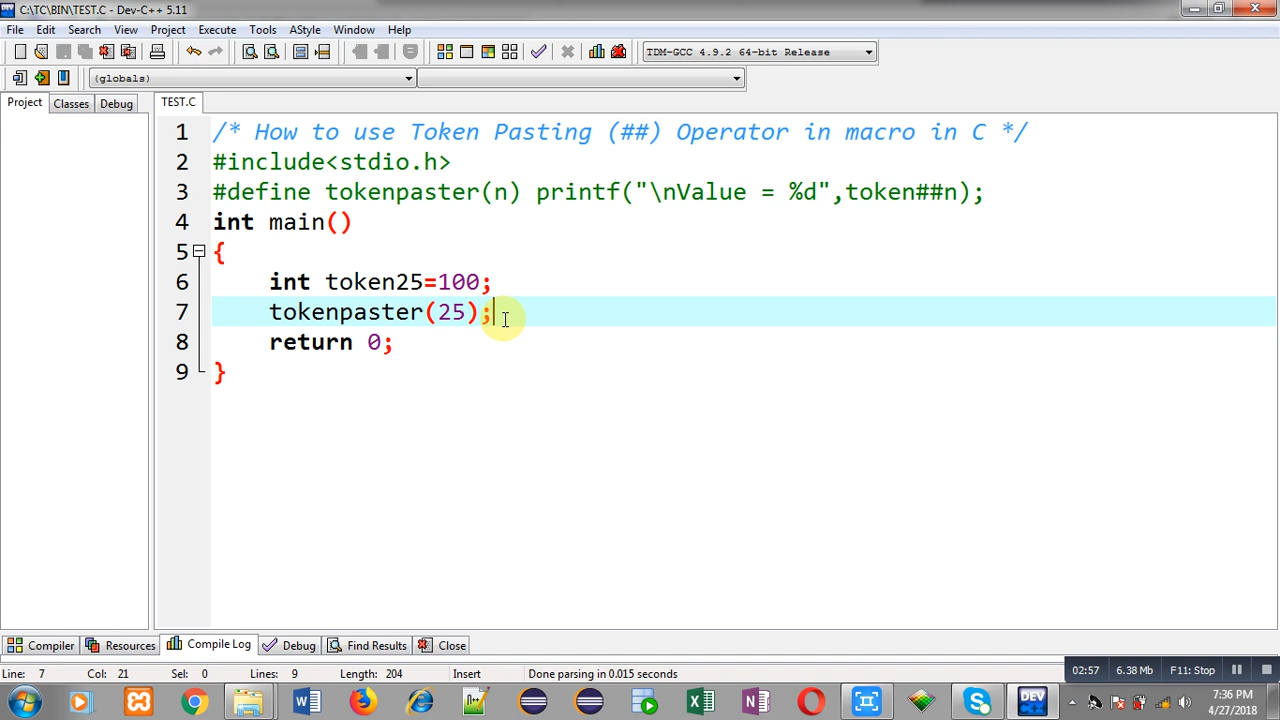 C:\TC\BIN\TEST.C - Dev-C++ 5.11
File Edit Search View Project Execute Tools AStyle Window Help
TDM-GCC 4.9.2 64-bit Release
(globals)
Project Classes Debug TEST.C
1 /* How to use Token Pasting (##) Operator in macro in C */
2 #include<stdio.h>
3 #define tokenpaster(n) printf("\nValue = %d",token##n);
4 int main()
5 {
6 int token25=100;
7 tokenpaster(25);
8 return 0;
9 }
Compiler Resources Compile Log Debug Find Results Close
Line: 7 Col: 21 Sel: 0 Lines: 9 Length: 204 Insert Done parsing in 0.015 seconds
02:57 6.38 Mb F11: Stop
DEV
7:36 PM
4/27/2018